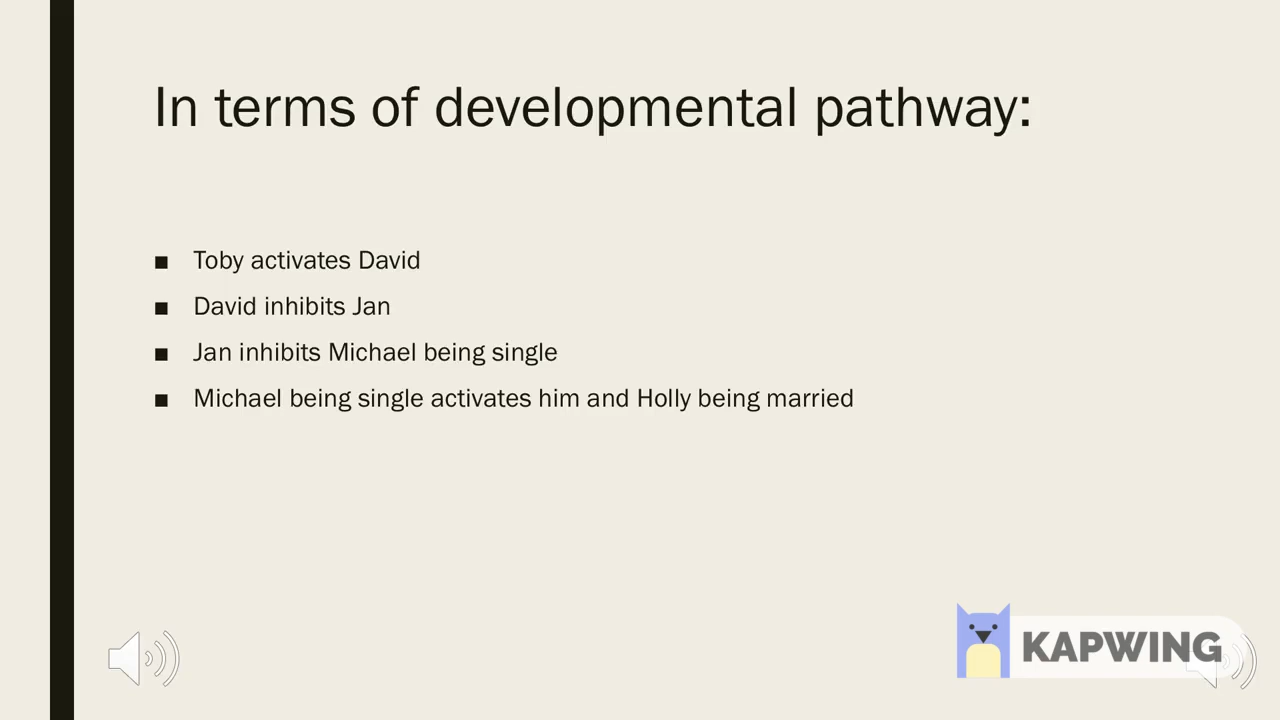 In terms of developmental pathway:
■ Toby activates David
■ David inhibits Jan
■ Jan inhibits Michael being single
■ Michael being single activates him and Holly being married
KAPWING